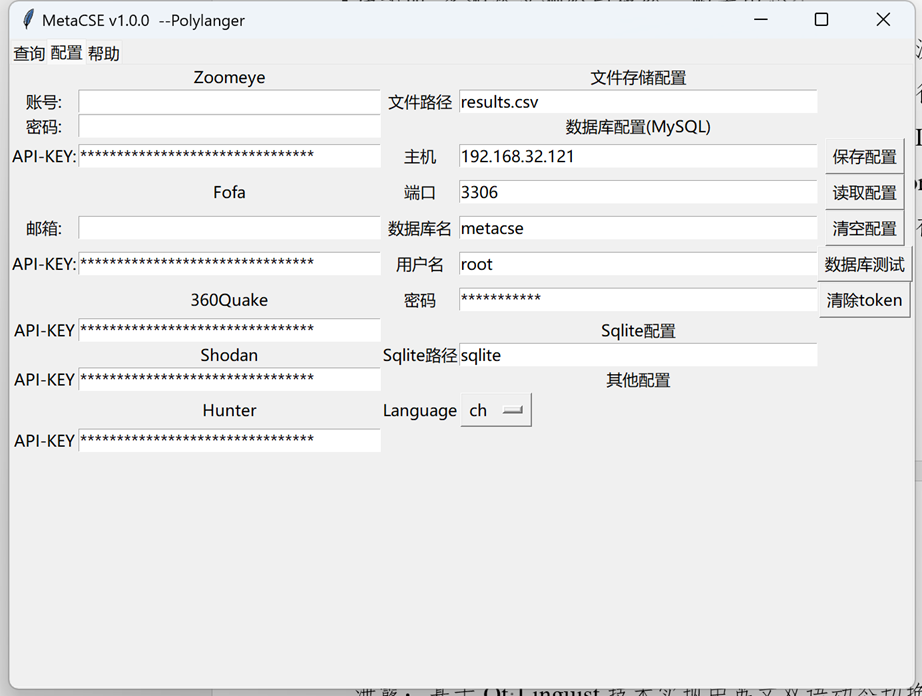 MetaCSE v1.0.0 --Polylanger
查询 配置 帮助
Zoomeye
账号:
密码:
API-KEY: ********************************
Fofa
邮箱:
API-KEY: ********************************
360Quake
API-KEY ********************************
Shodan
API-KEY ********************************
Hunter
API-KEY ********************************
文件存储配置
文件路径 results.csv
数据库配置(MySQL)
主机 192.168.32.121
端口 3306
数据库名 metacse
用户名 root
密码 ***********
Sqlite配置
Sqlite路径 sqlite
其他配置
Language ch
保存配置
读取配置
清空配置
数据库测试
清除token